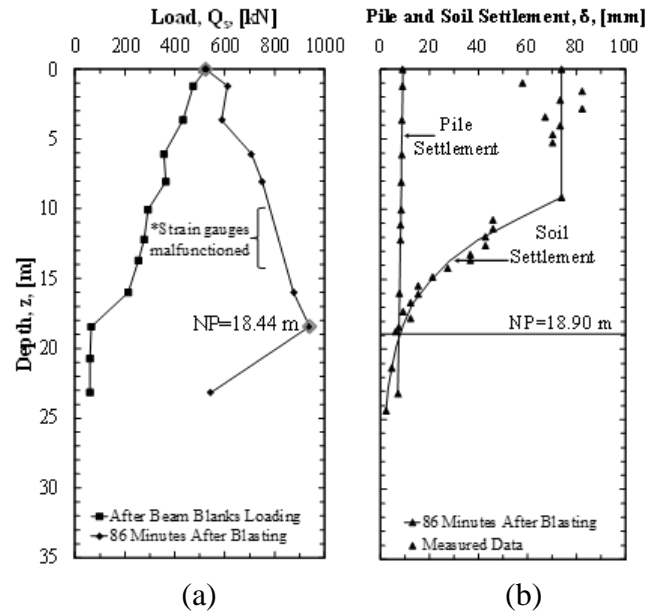 Load, Qs, [kN]
0 200 400 600 800 1000
Depth, z, [m]
0
5
10
15
20
25
30
35
*Strain gauges
malfunctioned
NP=18.44 m
After Beam Blanks Loading
86 Minutes After Blasting
(a)
Pile and Soil Settlement, δ, [mm]
0 20 40 60 80 100
Pile
Settlement
Soil
Settlement
NP=18.90 m
86 Minutes After Blasting
Measured Data
(b)